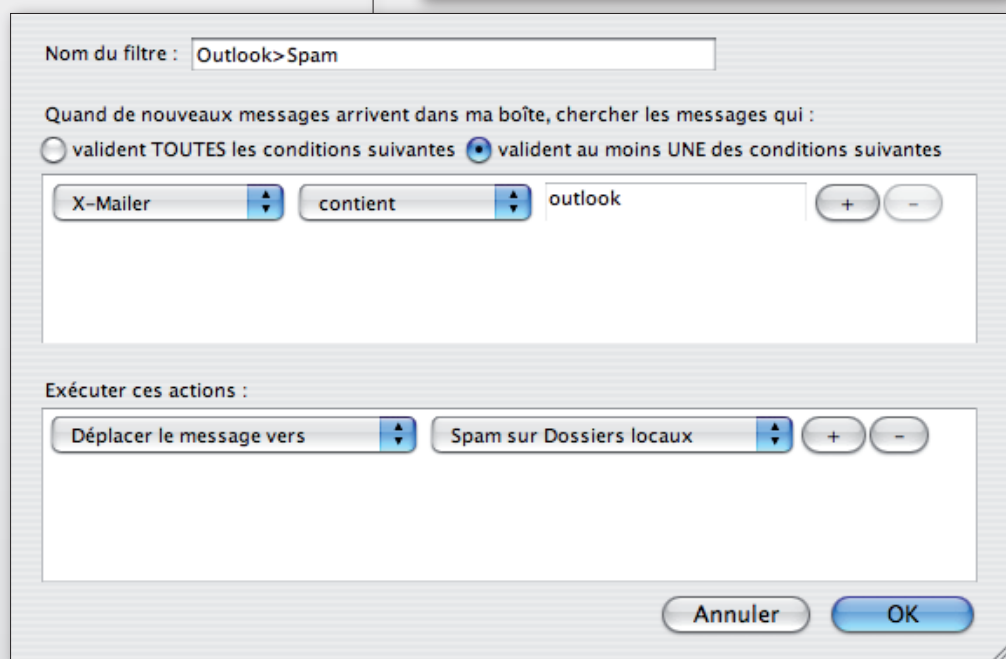 Nom du filtre : Outlook>Spam
Quand de nouveaux messages arrivent dans ma boîte, chercher les messages qui :
valident TOUTES les conditions suivantes valident au moins UNE des conditions suivantes
X-Mailer contient outlook + -
Exécuter ces actions :
Déplacer le message vers Spam sur Dossiers locaux + -
Annuler OK